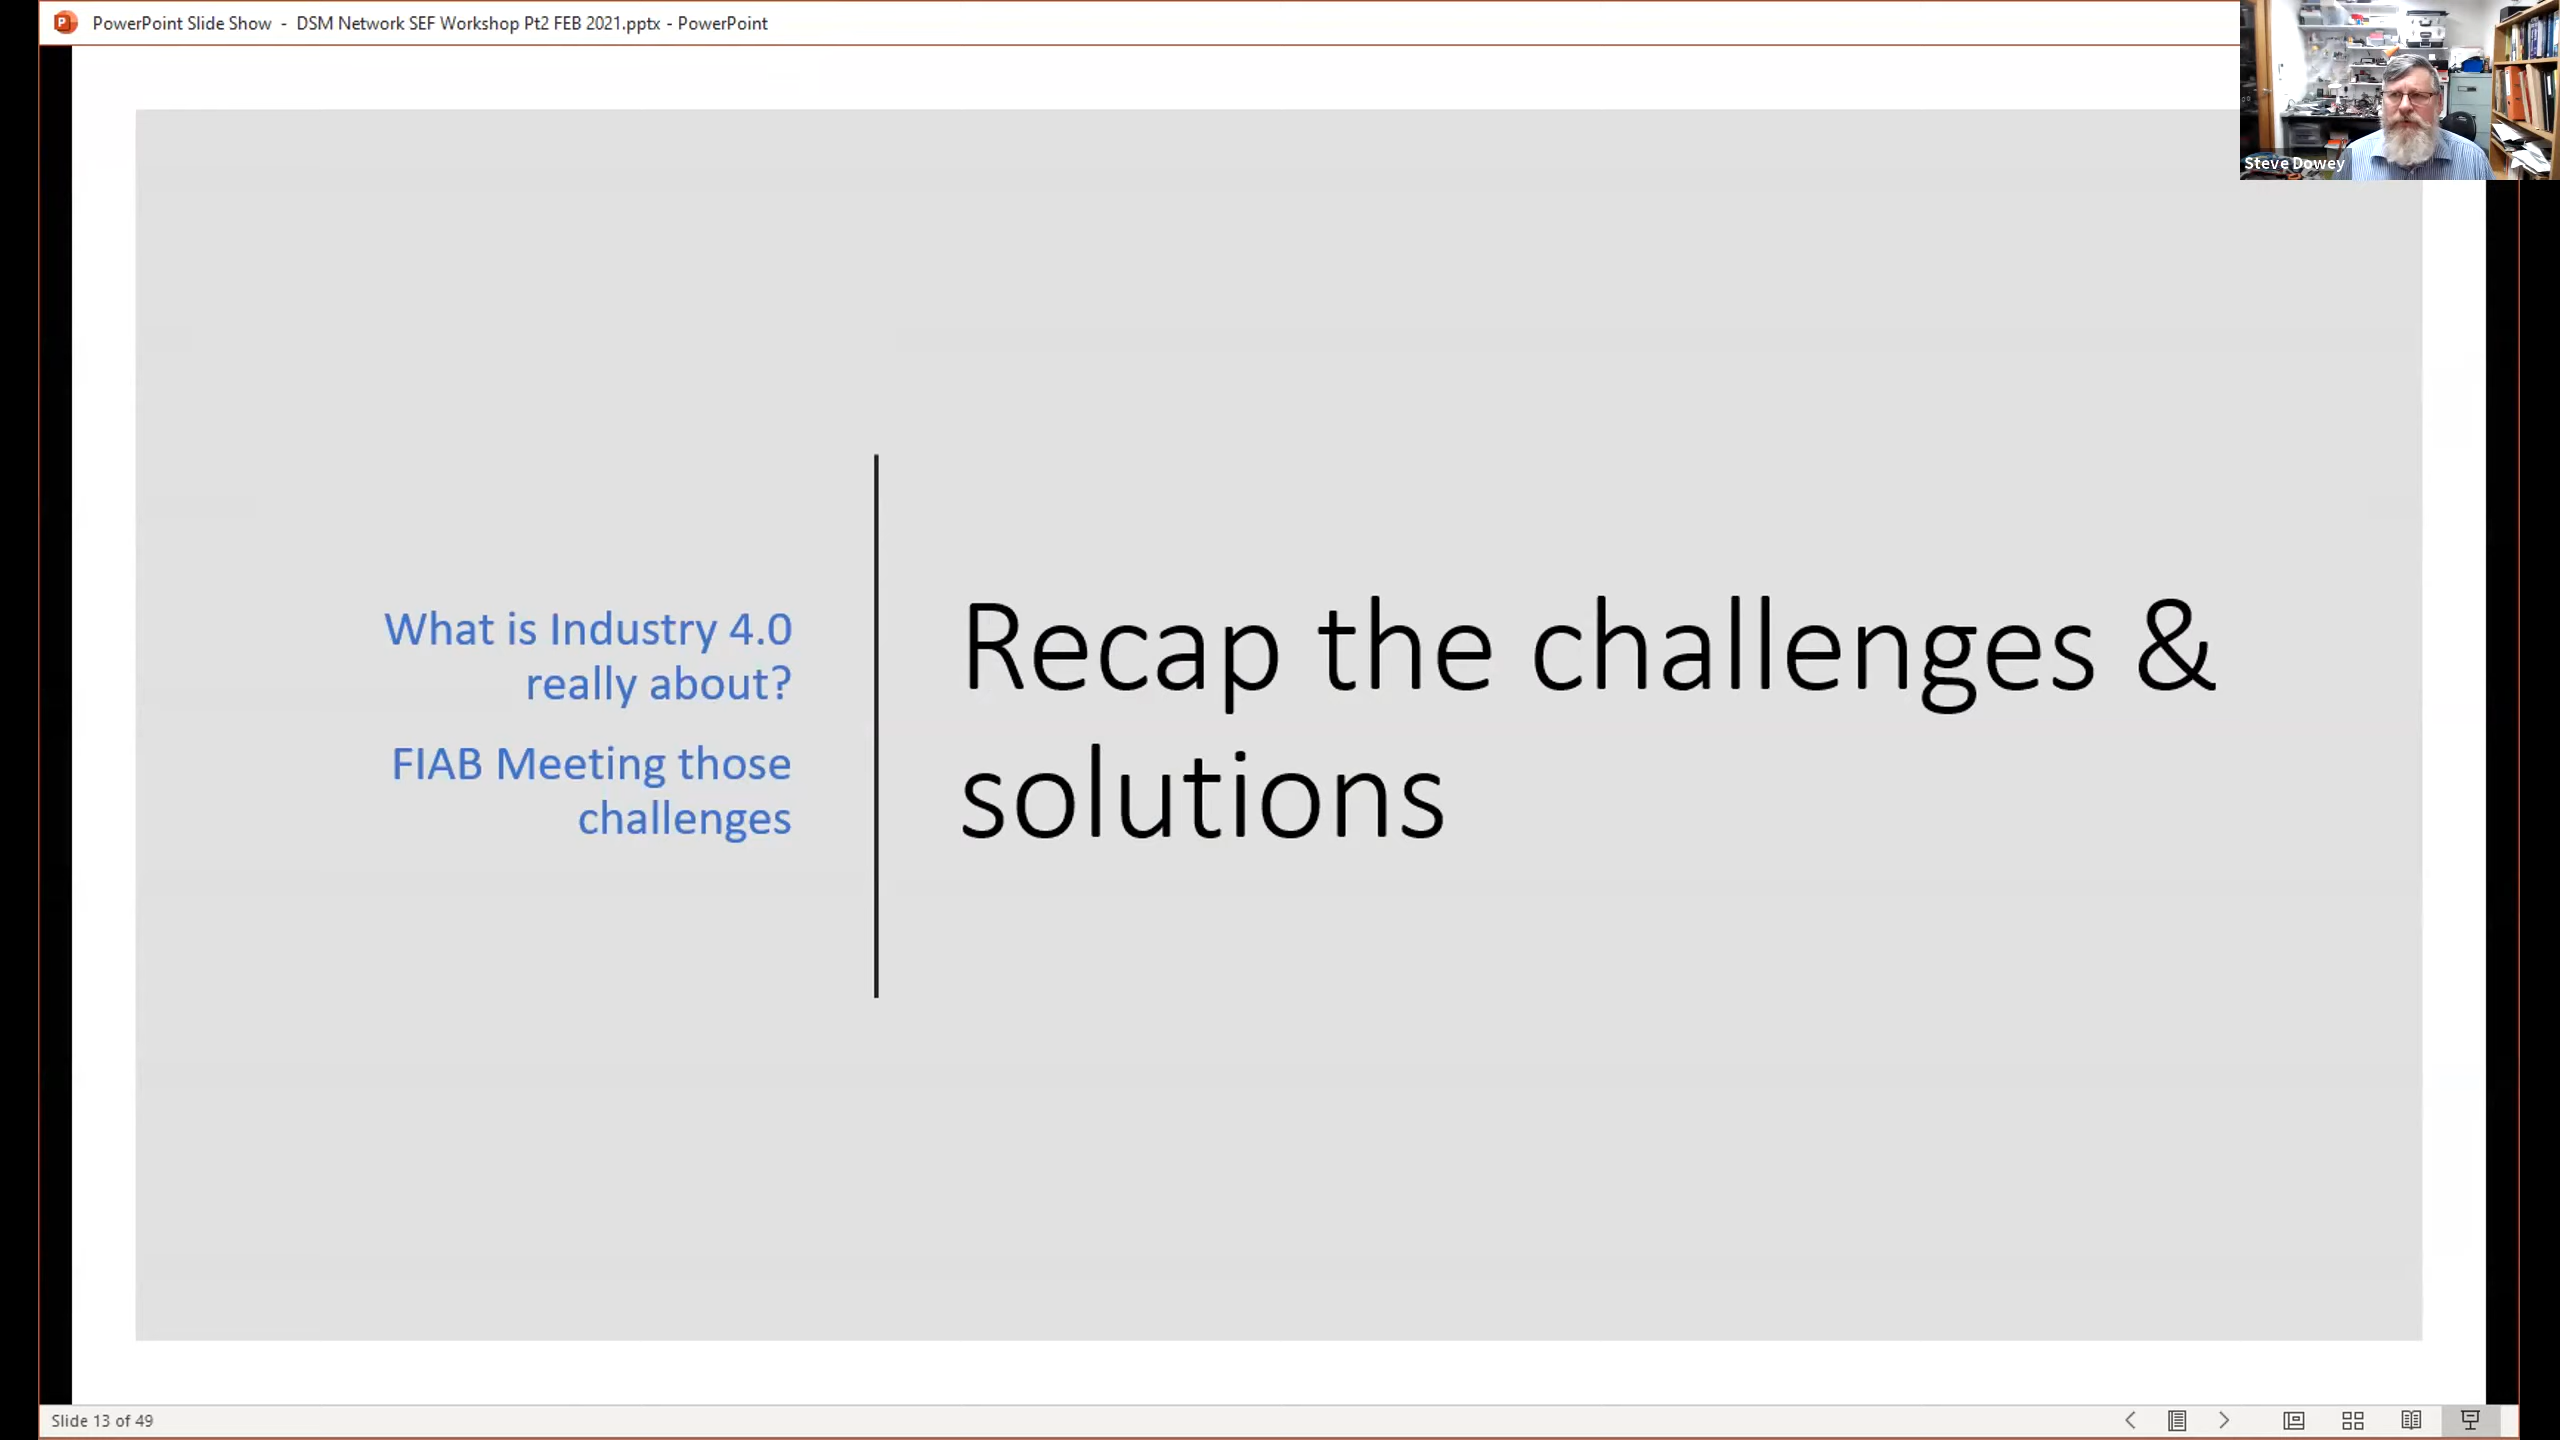 PowerPoint Slide Show - DSM Network SEF Workshop Pt2 FEB 2021.pptx - PowerPoint
Steve Dowey
What is Industry 4.0
really about?
FIAB Meeting those
challenges
Recap the challenges &
solutions
Slide 13 of 49